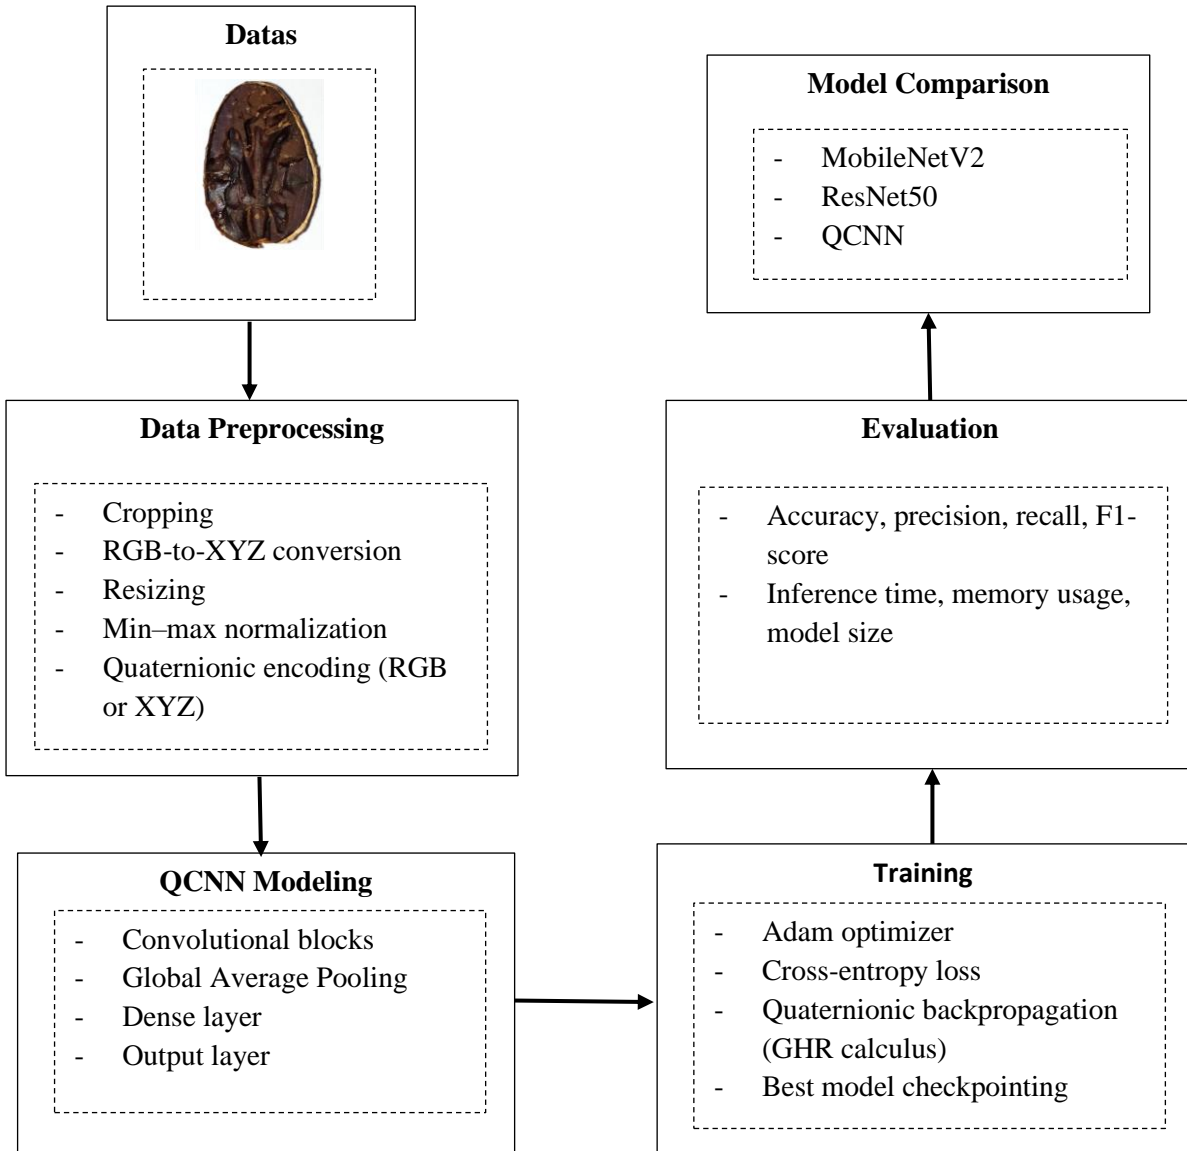 Datas
Data Preprocessing
- Cropping
- RGB-to-XYZ conversion
- Resizing
- Min–max normalization
- Quaternionic encoding (RGB
or XYZ)
QCNN Modeling
- Convolutional blocks
- Global Average Pooling
- Dense layer
- Output layer
Training
- Adam optimizer
- Cross-entropy loss
- Quaternionic backpropagation
(GHR calculus)
- Best model checkpointing
Evaluation
- Accuracy, precision, recall, F1-
score
- Inference time, memory usage,
model size
Model Comparison
- MobileNetV2
- ResNet50
- QCNN